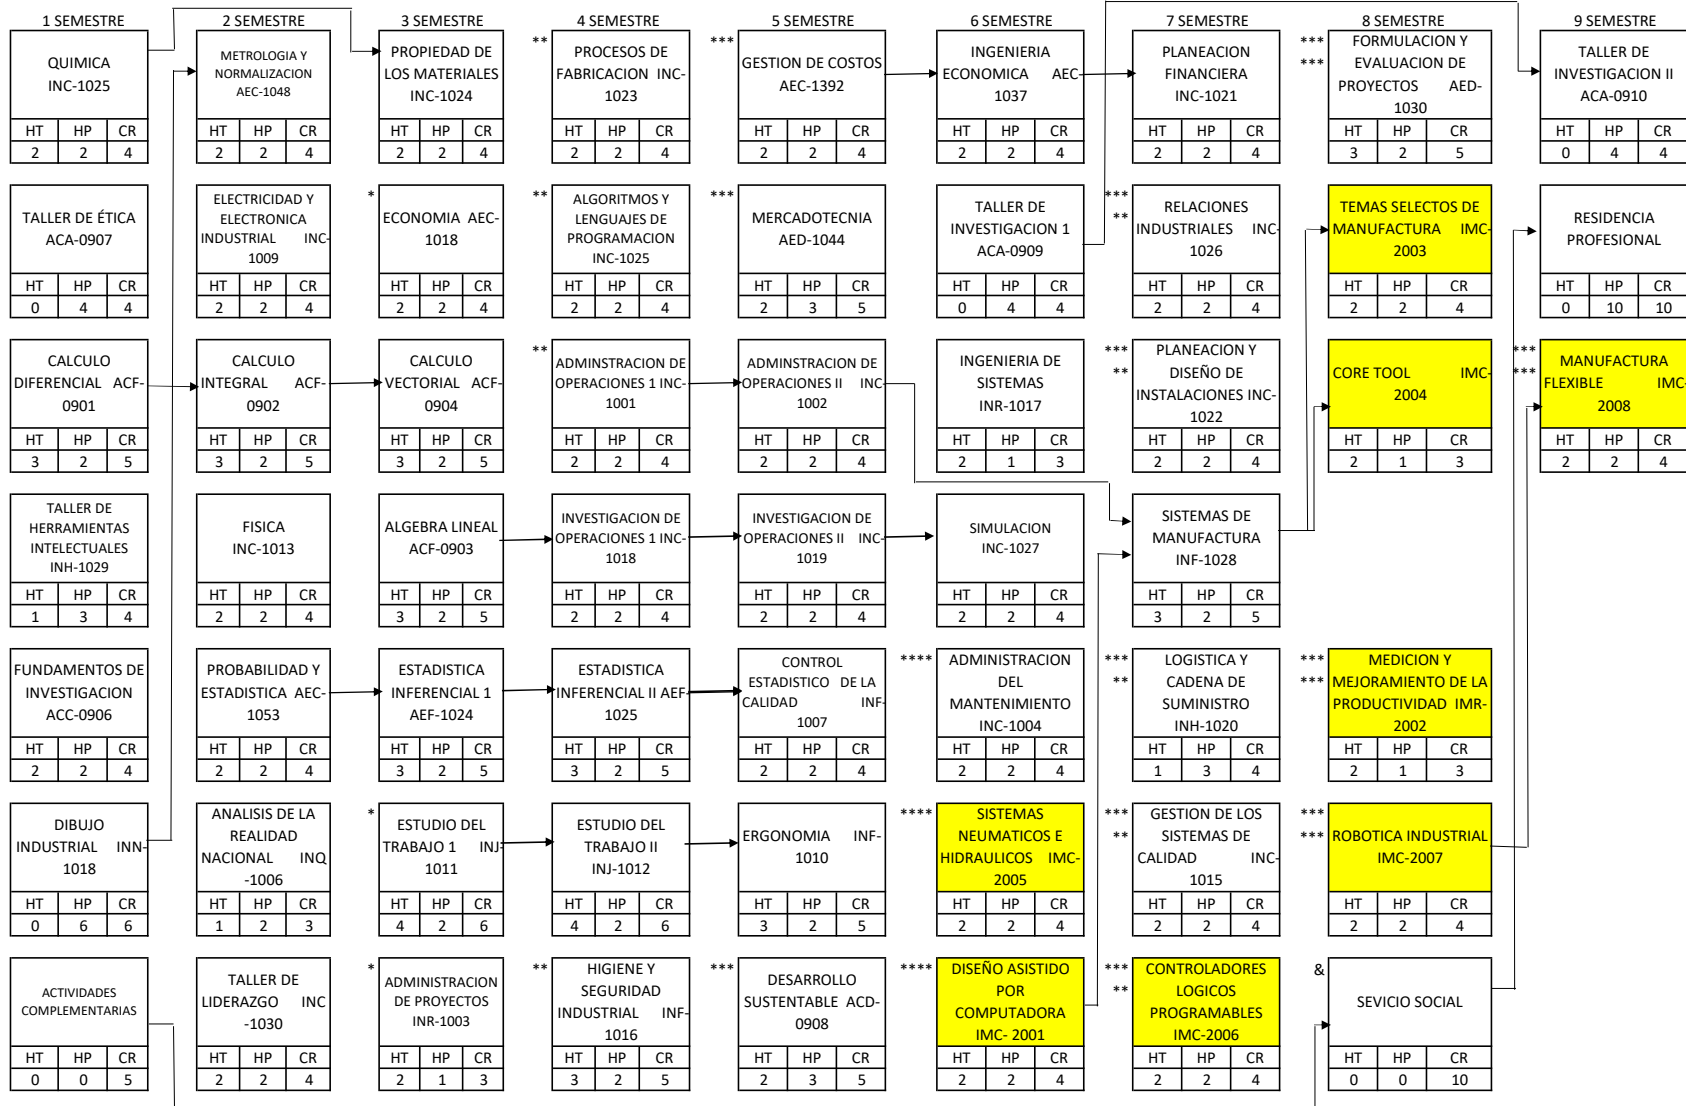 1 SEMESTRE
2 SEMESTRE
3 SEMESTRE
4 SEMESTRE
5 SEMESTRE
6 SEMESTRE
7 SEMESTRE
8 SEMESTRE
9 SEMESTRE
QUIMICA
INC-1025
HT HP CR
2 2 4
METROLOGIA Y
NORMALIZACION
AEC-1048
HT HP CR
2 2 4
PROPIEDAD DE
LOS MATERIALES
INC-1024
HT HP CR
2 2 4
**
PROCESOS DE
FABRICACION INC-
1023
HT HP CR
2 2 4
***
GESTION DE COSTOS
AEC-1392
HT HP CR
2 2 4
INGENIERIA
ECONOMICA AEC-
1037
HT HP CR
2 2 4
PLANEACION
FINANCIERA
INC-1021
HT HP CR
2 2 4
***
***
FORMULACION Y
EVALUACION DE
PROYECTOS AED-
1030
HT HP CR
3 2 5
TALLER DE
INVESTIGACION II
ACA-0910
HT HP CR
0 4 4
TALLER DE ÉTICA
ACA-0907
HT HP CR
0 4 4
ELECTRICIDAD Y
ELECTRONICA
INDUSTRIAL INC-
1009
HT HP CR
2 2 4
*
ECONOMIA AEC-
1018
HT HP CR
2 2 4
**
ALGORITMOS Y
LENGUAJES DE
PROGRAMACION
INC-1025
HT HP CR
2 2 4
***
MERCADOTECNIA
AED-1044
HT HP CR
2 3 5
TALLER DE
INVESTIGACION 1
ACA-0909
HT HP CR
0 4 4
***
**
RELACIONES
INDUSTRIALES INC-
1026
HT HP CR
2 2 4
TEMAS SELECTOS DE
MANUFACTURA IMC-
2003
HT HP CR
2 2 4
RESIDENCIA
PROFESIONAL
HT HP CR
0 10 10
CALCULO
DIFERENCIAL ACF-
0901
HT HP CR
3 2 5
CALCULO
INTEGRAL ACF-
0902
HT HP CR
3 2 5
CALCULO
VECTORIAL ACF-
0904
HT HP CR
3 2 5
**
ADMINSTRACION DE
OPERACIONES 1 INC-
1001
HT HP CR
2 2 4
ADMINSTRACION DE
OPERACIONES II INC-
1002
HT HP CR
2 2 4
INGENIERIA DE
SISTEMAS
INR-1017
HT HP CR
2 1 3
***
**
PLANEACION Y
DISEÑO DE
INSTALACIONES INC-
1022
HT HP CR
2 2 4
CORE TOOL IMC-
2004
HT HP CR
2 1 3
***
***
MANUFACTURA
FLEXIBLE IMC-
2008
HT HP CR
2 2 4
TALLER DE
HERRAMIENTAS
INTELECTUALES
INH-1029
HT HP CR
1 3 4
FISICA
INC-1013
HT HP CR
2 2 4
ALGEBRA LINEAL
ACF-0903
HT HP CR
3 2 5
INVESTIGACION DE
OPERACIONES 1 INC-
1018
HT HP CR
2 2 4
INVESTIGACION DE
OPERACIONES II INC-
1019
HT HP CR
2 2 4
SIMULACION
INC-1027
HT HP CR
2 2 4
SISTEMAS DE
MANUFACTURA
INF-1028
HT HP CR
3 2 5
FUNDAMENTOS DE
INVESTIGACION
ACC-0906
HT HP CR
2 2 4
PROBABILIDAD Y
ESTADISTICA AEC-
1053
HT HP CR
2 2 4
ESTADISTICA
INFERENCIAL 1
AEF-1024
HT HP CR
3 2 5
ESTADISTICA
INFERENCIAL II AEF-
1025
HT HP CR
3 2 5
CONTROL
ESTADISTICO DE LA
CALIDAD INF-
1007
HT HP CR
2 2 4
****
ADMINISTRACION
DEL
MANTENIMIENTO
INC-1004
HT HP CR
2 2 4
***
**
LOGISTICA Y
CADENA DE
SUMINISTRO
INH-1020
HT HP CR
1 3 4
***
***
MEDICION Y
MEJORAMIENTO DE LA
PRODUCTIVIDAD IMR-
2002
HT HP CR
2 1 3
DIBUJO
INDUSTRIAL INN-
1018
HT HP CR
0 6 6
ANALISIS DE LA
REALIDAD
NACIONAL INQ
-1006
HT HP CR
1 2 3
*
ESTUDIO DEL
TRABAJO 1 INJ-
1011
HT HP CR
4 2 6
ESTUDIO DEL
TRABAJO II
INJ-1012
HT HP CR
4 2 6
ERGONOMIA INF-
1010
HT HP CR
3 2 5
****
SISTEMAS
NEUMATICOS E
HIDRAULICOS IMC-
2005
HT HP CR
2 2 4
***
**
GESTION DE LOS
SISTEMAS DE
CALIDAD INC-
1015
HT HP CR
2 2 4
***
***
ROBOTICA INDUSTRIAL
IMC-2007
HT HP CR
2 2 4
ACTIVIDADES
COMPLEMENTARIAS
HT HP CR
0 0 5
TALLER DE
LIDERAZGO INC
-1030
HT HP CR
2 2 4
*
ADMINISTRACION
DE PROYECTOS
INR-1003
HT HP CR
2 1 3
**
HIGIENE Y
SEGURIDAD
INDUSTRIAL INF-
1016
HT HP CR
3 2 5
***
DESARROLLO
SUSTENTABLE ACD-
0908
HT HP CR
2 3 5
****
DISEÑO ASISTIDO
POR
COMPUTADORA
IMC- 2001
HT HP CR
2 2 4
***
**
CONTROLADORES
LOGICOS
PROGRAMABLES
IMC-2006
HT HP CR
2 2 4
&
SEVICIO SOCIAL
HT HP CR
0 0 10